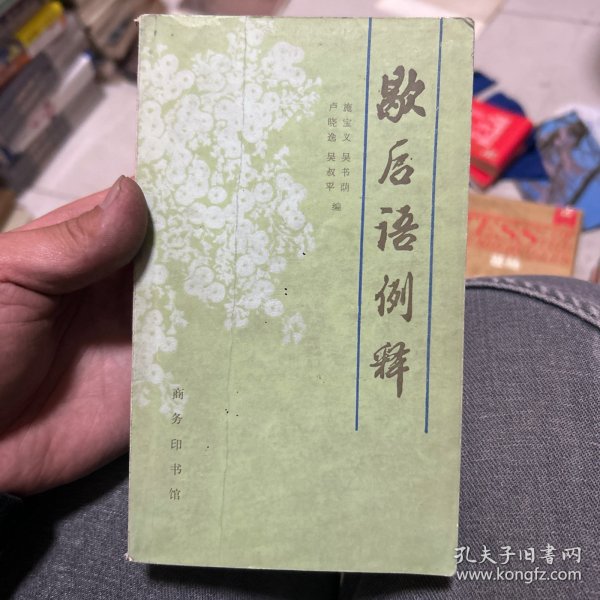 歇后语例释
施宝义 吴书荫
卢晓逸 吴叔平 编
商务印书馆
孔夫子旧书网
www.kongfz.com